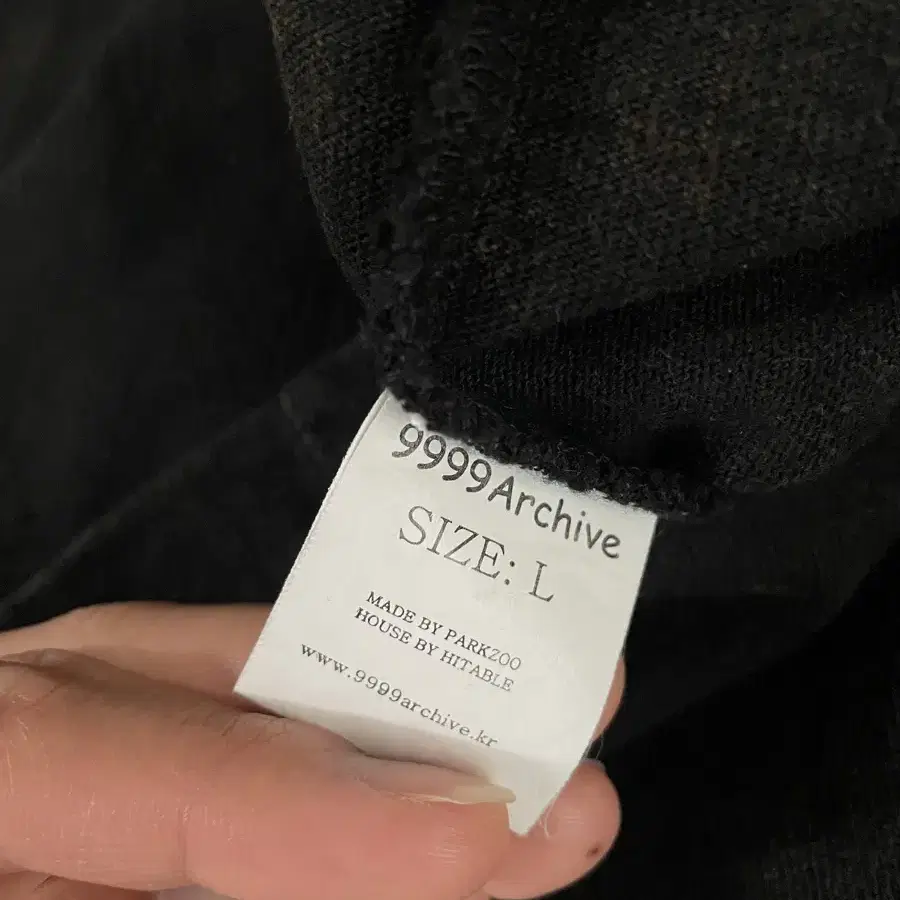 9999Archive
SIZE: L
MADE BY PARKZOO
HOUSE BY HITABLE
www.9999archive.kr